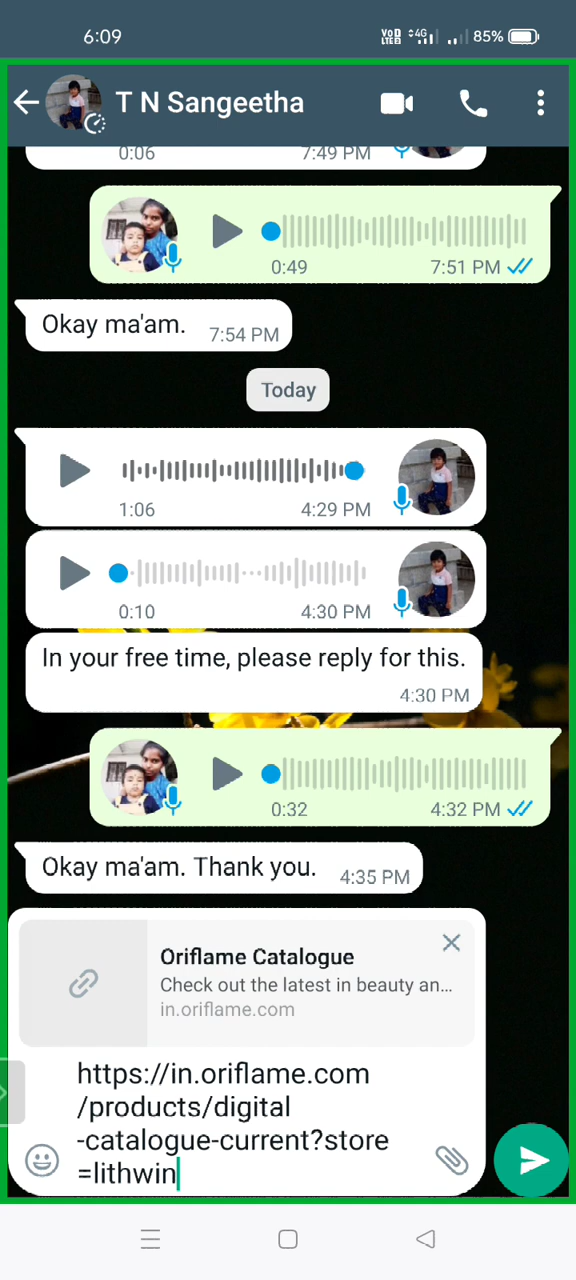 6:09
VoD LTE2 4G 85%
T N Sangeetha
0:06 7:49 PM
0:49 7:51 PM
Okay ma'am. 7:54 PM
Today
1:06 4:29 PM
0:10 4:30 PM
In your free time, please reply for this.
4:30 PM
0:32 4:32 PM
Okay ma'am. Thank you. 4:35 PM
Oriflame Catalogue
Check out the latest in beauty an...
in.oriflame.com
https://in.oriflame.com
/products/digital
-catalogue-current?store
=lithwin